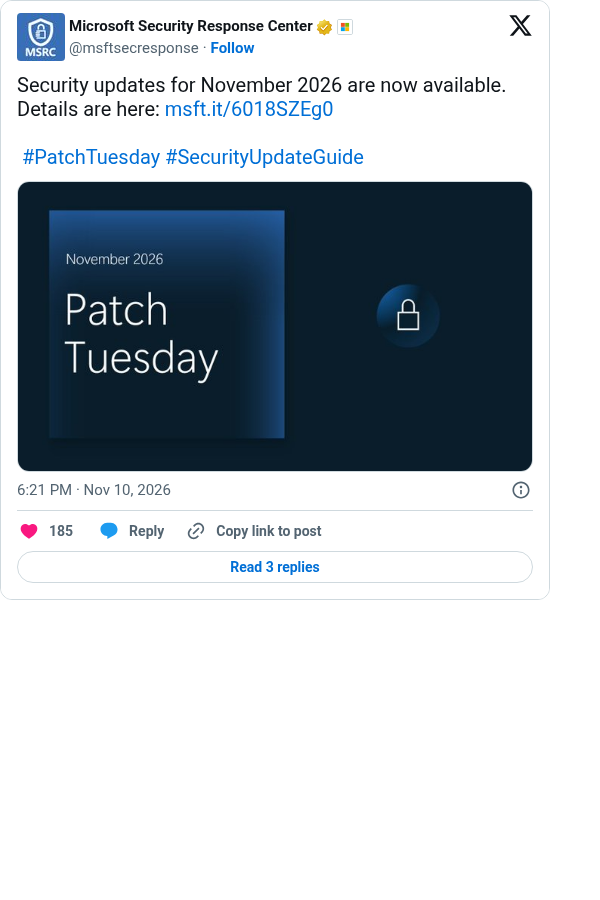 Microsoft Security Response Center
@msftsecresponse · Follow
MSRC
Security updates for November 2026 are now available.
Details are here: msft.it/6018SZEg0
#PatchTuesday #SecurityUpdateGuide
November 2026
Patch
Tuesday
6:21 PM · Nov 10, 2026
185 Reply Copy link to post
Read 3 replies